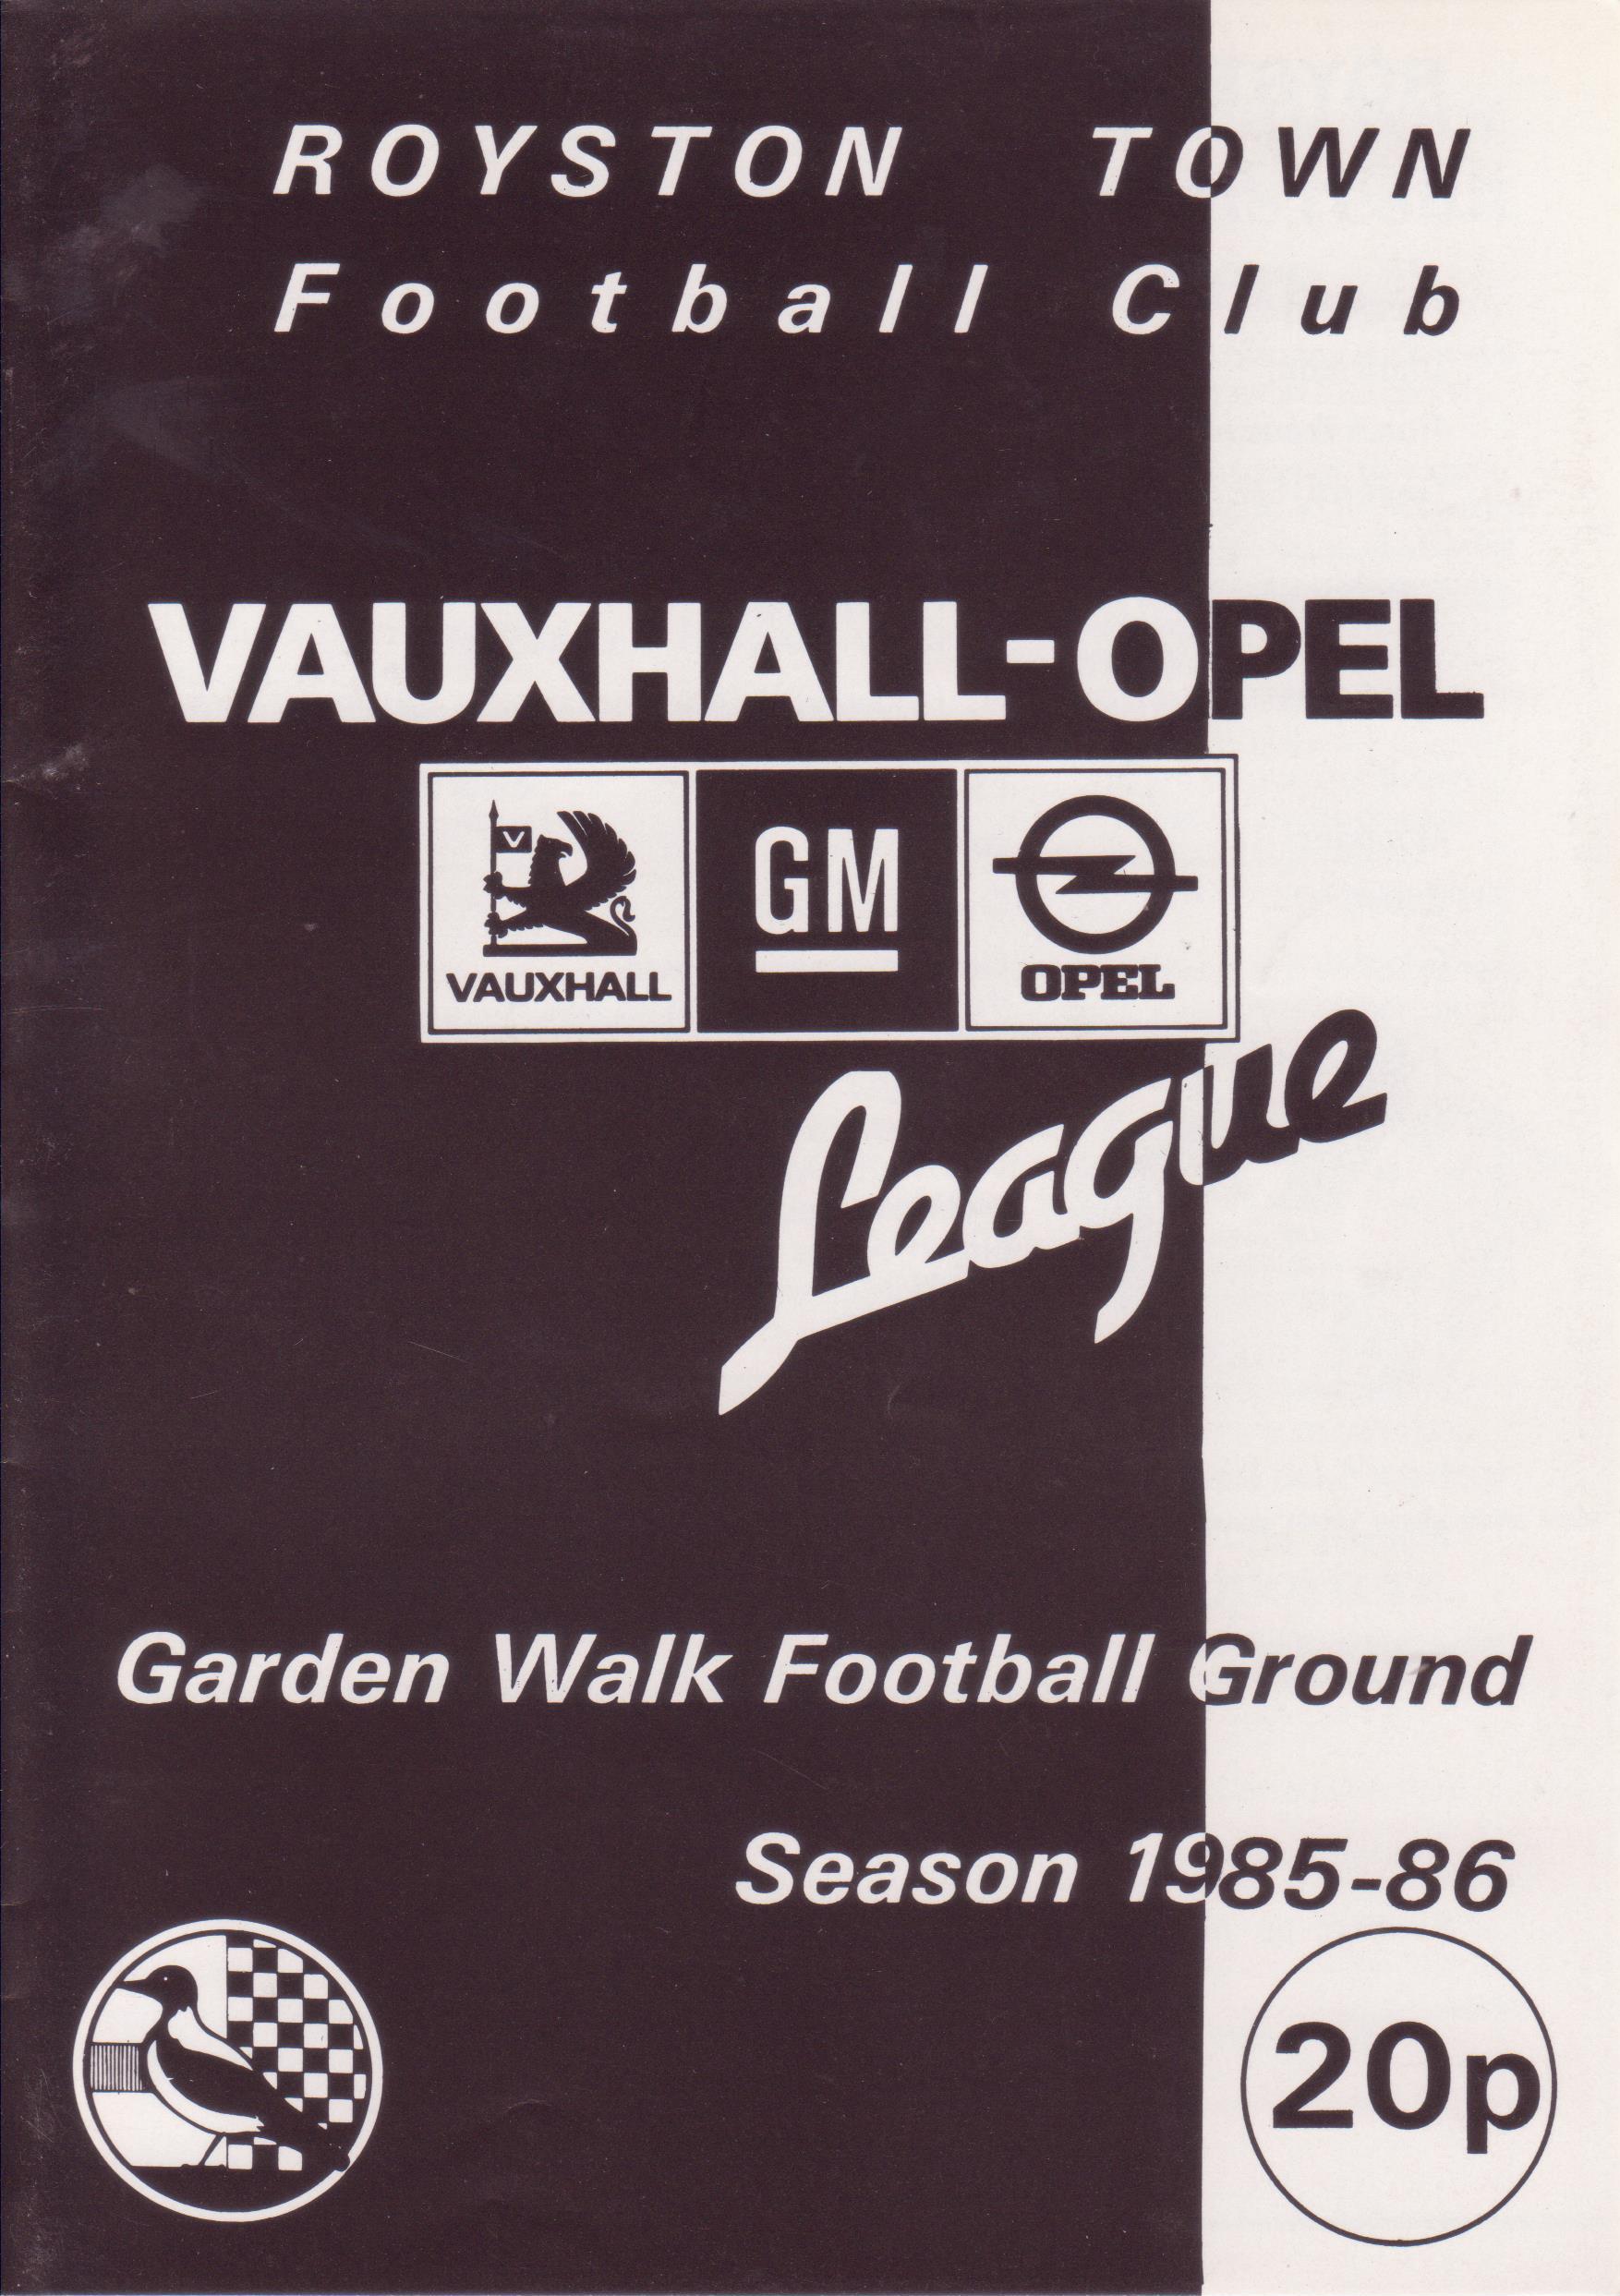 ROYSTON TOWN
Football Club
VAUXHALL-OPEL
V
GM
VAUXHALL
OPEL
League
Garden Walk Football Ground
Season 1985-86
20p